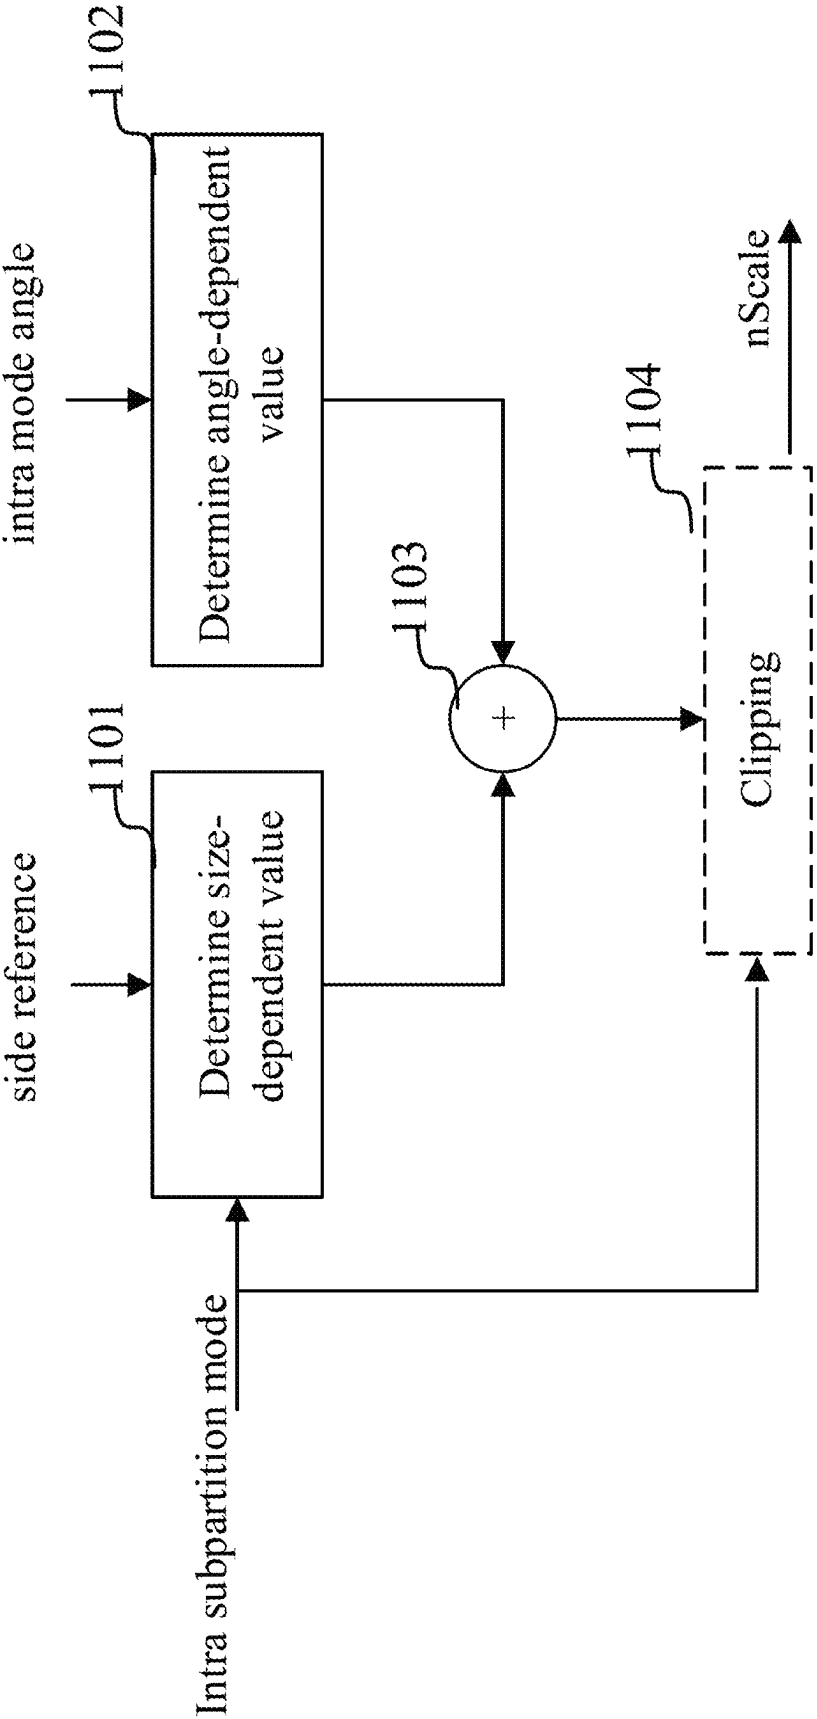 side reference
intra mode angle
1101
1102
Intra subpartition mode
Determine size-
dependent value
Determine angle-dependent
value
1103
+
1104
Clipping
nScale